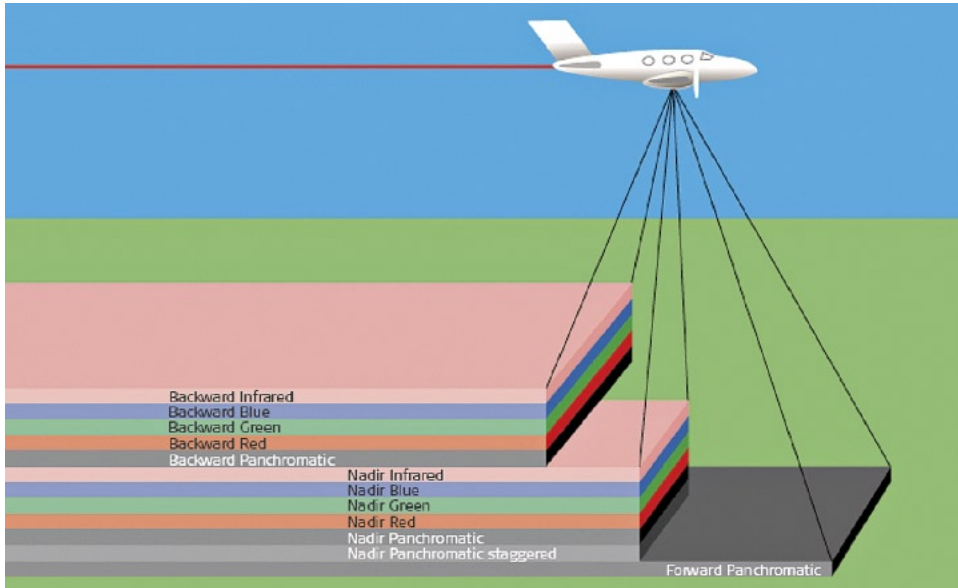 Backward Infrared
Backward Blue
Backward Green
Backward Red
Backward Panchromatic
Nadir Infrared
Nadir Blue
Nadir Green
Nadir Red
Nadir Panchromatic
Nadir Panchromatic staggered
Forward Panchromatic